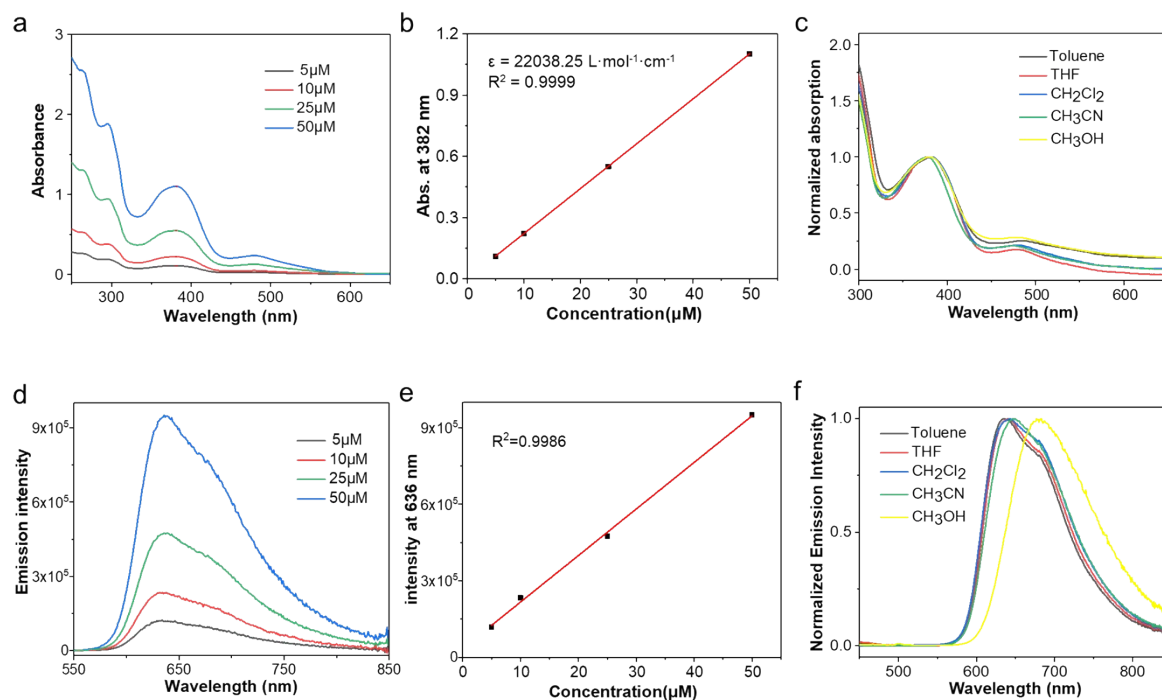 a
Absorbance
3
2
1
0
300
400
500
600
Wavelength (nm)
5μM
10μM
25μM
50μM
b
Abs. at 382 nm
1.2
0.9
0.6
0.3
0.0
0
10
20
30
40
50
Concentration(μM)
ε = 22038.25 L·mol⁻¹·cm⁻¹
R² = 0.9999
c
Normalized absorption
2.0
1.5
1.0
0.5
0.0
300
400
500
600
Wavelength (nm)
Toluene
THF
CH₂Cl₂
CH₃CN
CH₃OH
d
Emission intensity
9x10⁵
6x10⁵
3x10⁵
0
550
650
750
850
Wavelength (nm)
5μM
10μM
25μM
50μM
e
intensity at 636 nm
9x10⁵
6x10⁵
3x10⁵
0
0
10
20
30
40
50
Concentration(μM)
R²=0.9986
f
Normalized Emission Intensity
1.0
0.5
0.0
500
600
700
800
Wavelength (nm)
Toluene
THF
CH₂Cl₂
CH₃CN
CH₃OH